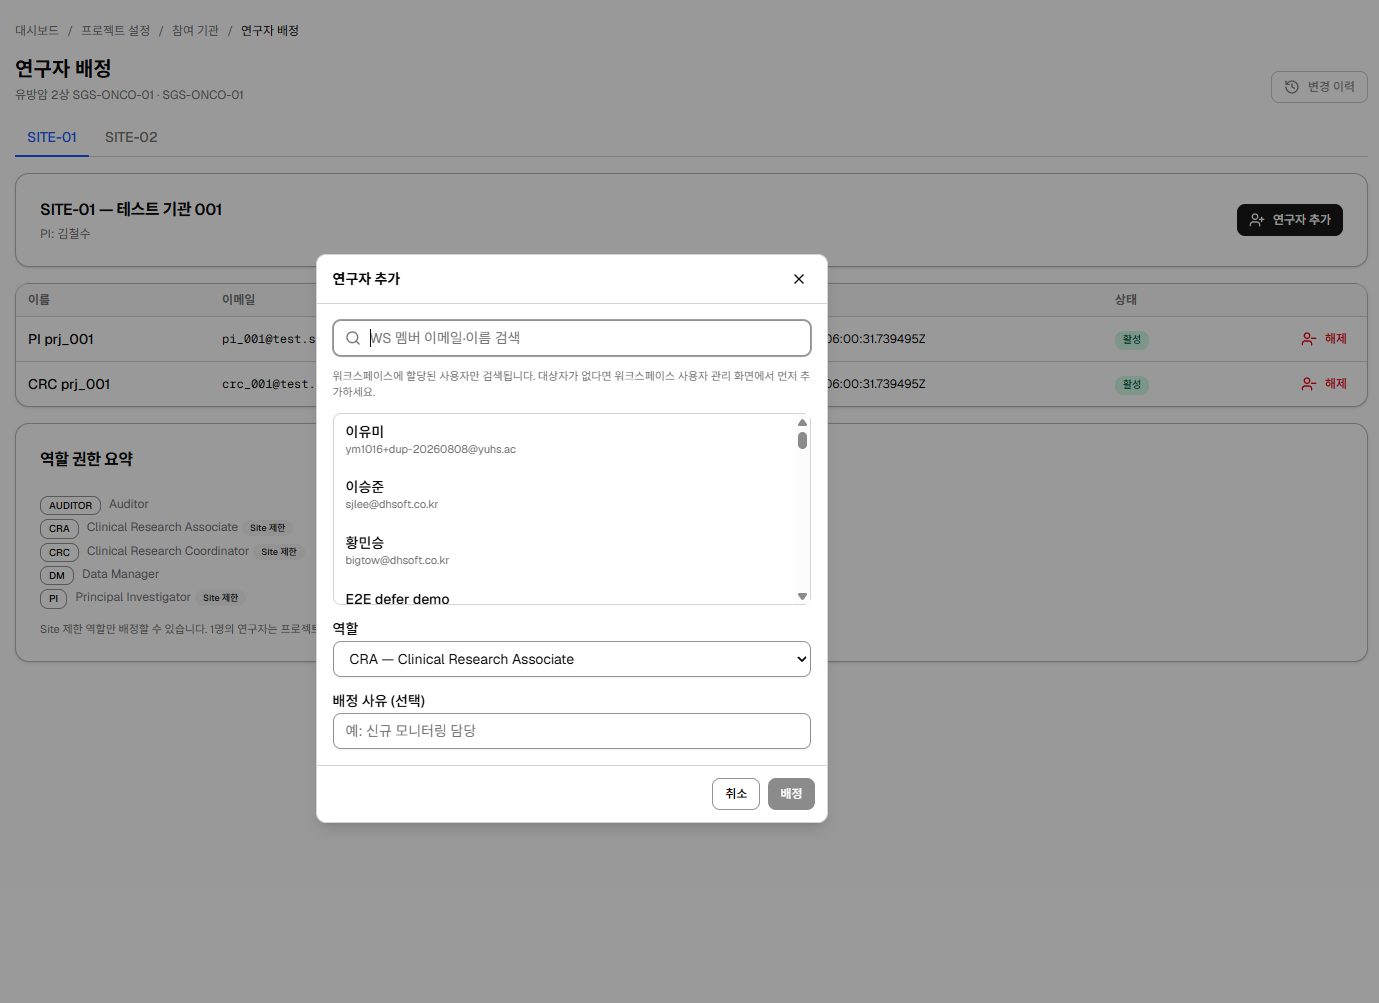 대시보드 / 프로젝트 설정 / 참여 기관 / 연구자 배정
연구자 배정
유방암 2상 SGS-ONCO-01 · SGS-ONCO-01
변경 이력
SITE-01 SITE-02
SITE-01 — 테스트 기관 001
PI: 김철수
연구자 추가
이름 이메일 상태
PI prj_001 pi_001@test.s 06:00:31.739495Z 활성 해제
CRC prj_001 crc_001@test. 06:00:31.739495Z 활성 해제
역할 권한 요약
AUDITOR Auditor
CRA Clinical Research Associate Site 제한
CRC Clinical Research Coordinator Site 제한
DM Data Manager
PI Principal Investigator Site 제한
Site 제한 역할만 배정할 수 있습니다. 1명의 연구자는 프로젝트
연구자 추가
WS 멤버 이메일·이름 검색
워크스페이스에 할당된 사용자만 검색됩니다. 대상자가 없다면 워크스페이스 사용자 관리 화면에서 먼저 추
가하세요.
이유미
ym1016+dup-20260808@yuhs.ac
이승준
sjlee@dhsoft.co.kr
황민승
bigtow@dhsoft.co.kr
E2E defer demo
역할
CRA — Clinical Research Associate
배정 사유 (선택)
예: 신규 모니터링 담당
취소 배정